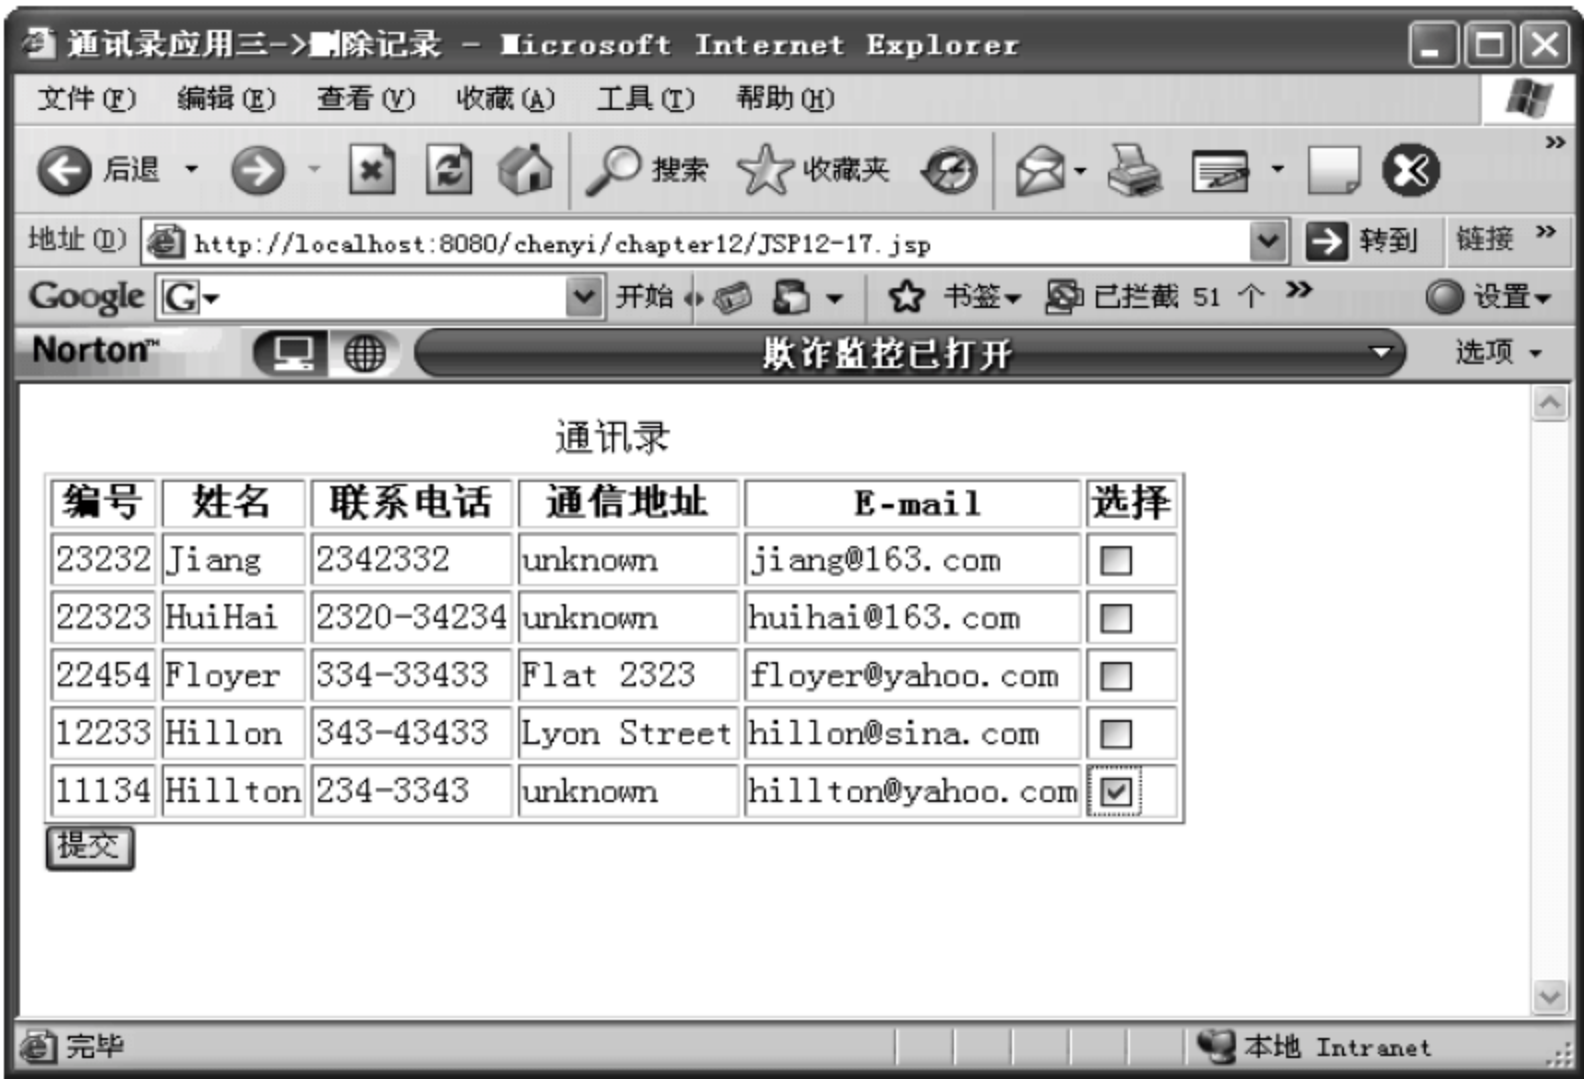 通讯录应用三->删除记录 - Microsoft Internet Explorer
文件(F) 编辑(E) 查看(V) 收藏(A) 工具(T) 帮助(H)
后退 搜索 收藏夹 »
地址(D) http://localhost:8080/chenyi/chapter12/JSP12-17.jsp 转到 链接 »
Google G 开始 书签 已拦截 51 个 » 设置
Norton™ 欺诈监控已打开 选项
通讯录
编号 姓名 联系电话 通信地址 E-mail 选择
23232 Jiang 2342332 unknown jiang@163.com
22323 HuiHai 2320-34234 unknown huihai@163.com
22454 Floyer 334-33433 Flat 2323 floyer@yahoo.com
12233 Hillon 343-43433 Lyon Street hillon@sina.com
11134 Hillton 234-3343 unknown hillton@yahoo.com
提交
完毕 本地 Intranet